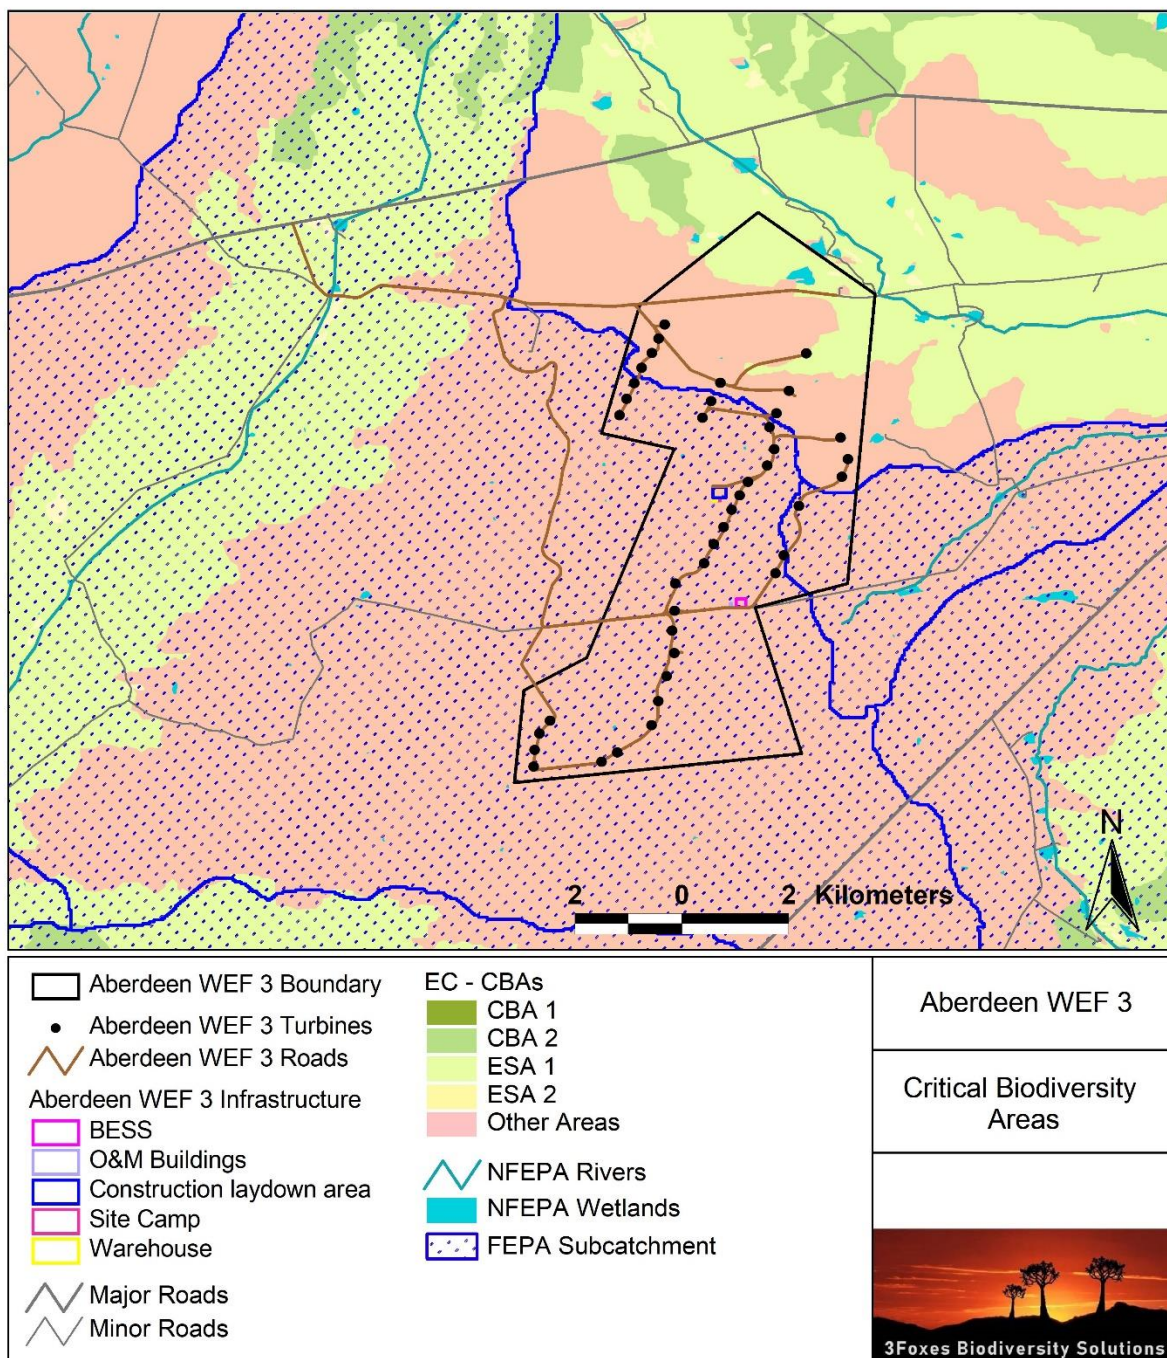 N
2 0 2 Kilometers
Aberdeen WEF 3 Boundary
Aberdeen WEF 3 Turbines
Aberdeen WEF 3 Roads
Aberdeen WEF 3 Infrastructure
BESS
O&M Buildings
Construction laydown area
Site Camp
Warehouse
Major Roads
Minor Roads
EC - CBAs
CBA 1
CBA 2
ESA 1
ESA 2
Other Areas
NFEPA Rivers
NFEPA Wetlands
FEPA Subcatchment
Aberdeen WEF 3
Critical Biodiversity
Areas
3Foxes Biodiversity Solutions